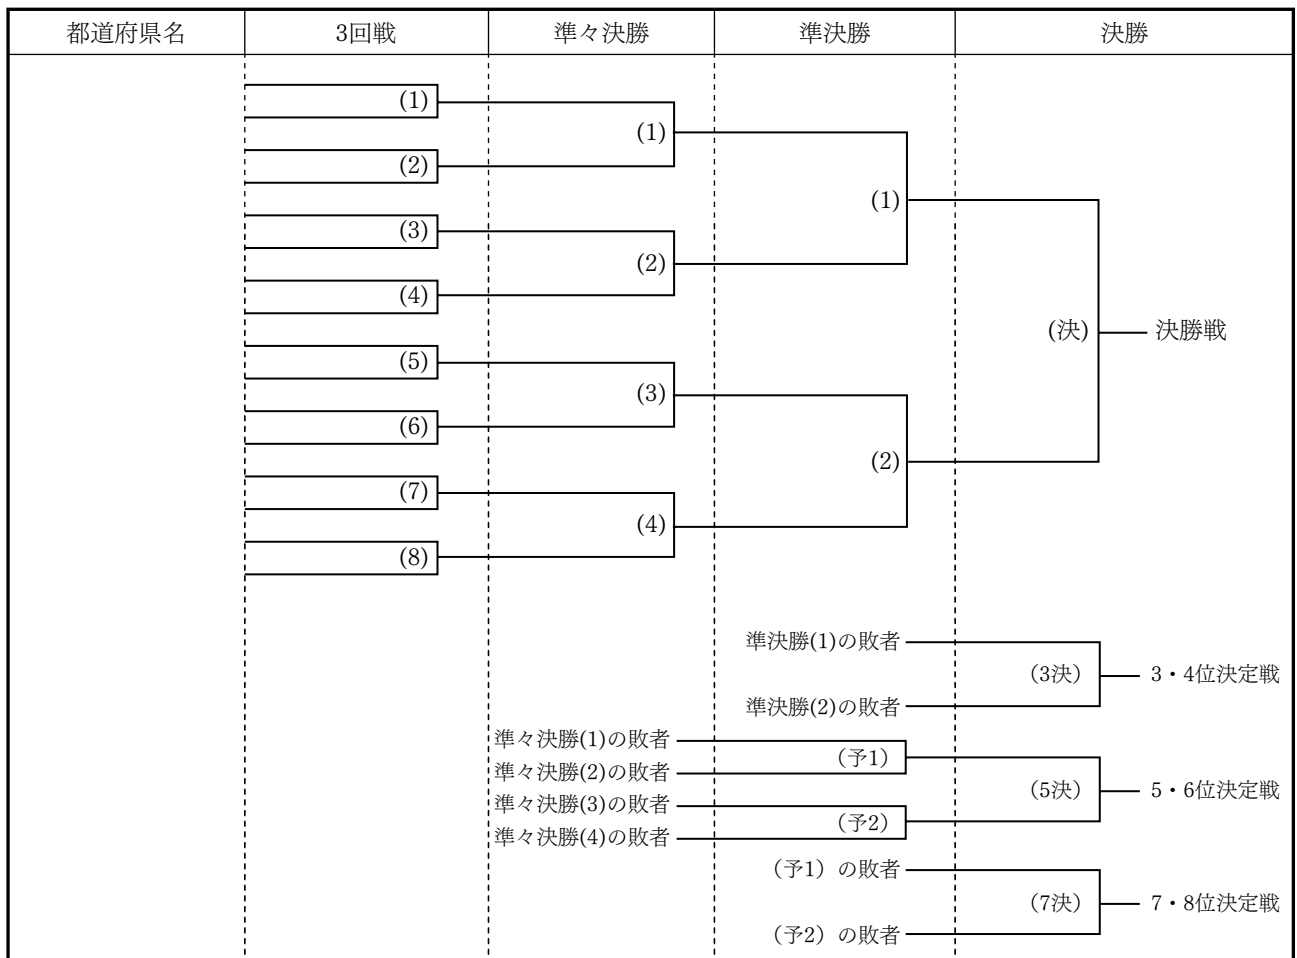 都道府県名 3回戦 準々決勝 準決勝 決勝
(1)
(2)
(3)
(4)
(5)
(6)
(7)
(8)
(1)
(2)
(3)
(4)
(1)
(2)
(決) 決勝戦
準決勝(1)の敗者
(3決) 3・4位決定戦
準決勝(2)の敗者
準々決勝(1)の敗者
(予1)
準々決勝(2)の敗者
(5決) 5・6位決定戦
準々決勝(3)の敗者
(予2)
準々決勝(4)の敗者
(予1)の敗者
(7決) 7・8位決定戦
(予2)の敗者